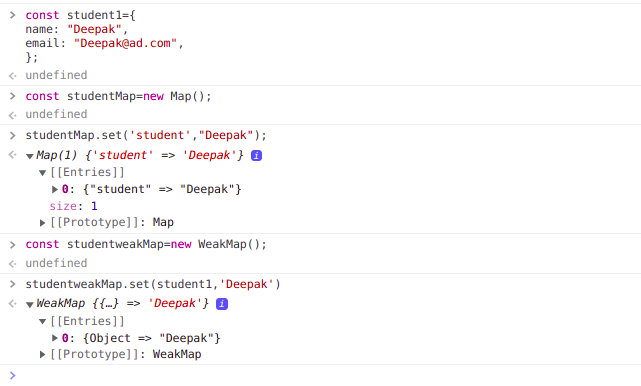 const student1={
name: "Deepak",
email: "Deepak@ad.com",
};
undefined
const studentMap=new Map();
undefined
studentMap.set('student',"Deepak");
Map(1) {'student' => 'Deepak'} i
[[Entries]]
0: {"student" => "Deepak"}
size: 1
[[Prototype]]: Map
const studentweakMap=new WeakMap();
undefined
studentweakMap.set(student1,'Deepak')
WeakMap {{…} => 'Deepak'} i
[[Entries]]
0: {Object => "Deepak"}
[[Prototype]]: WeakMap